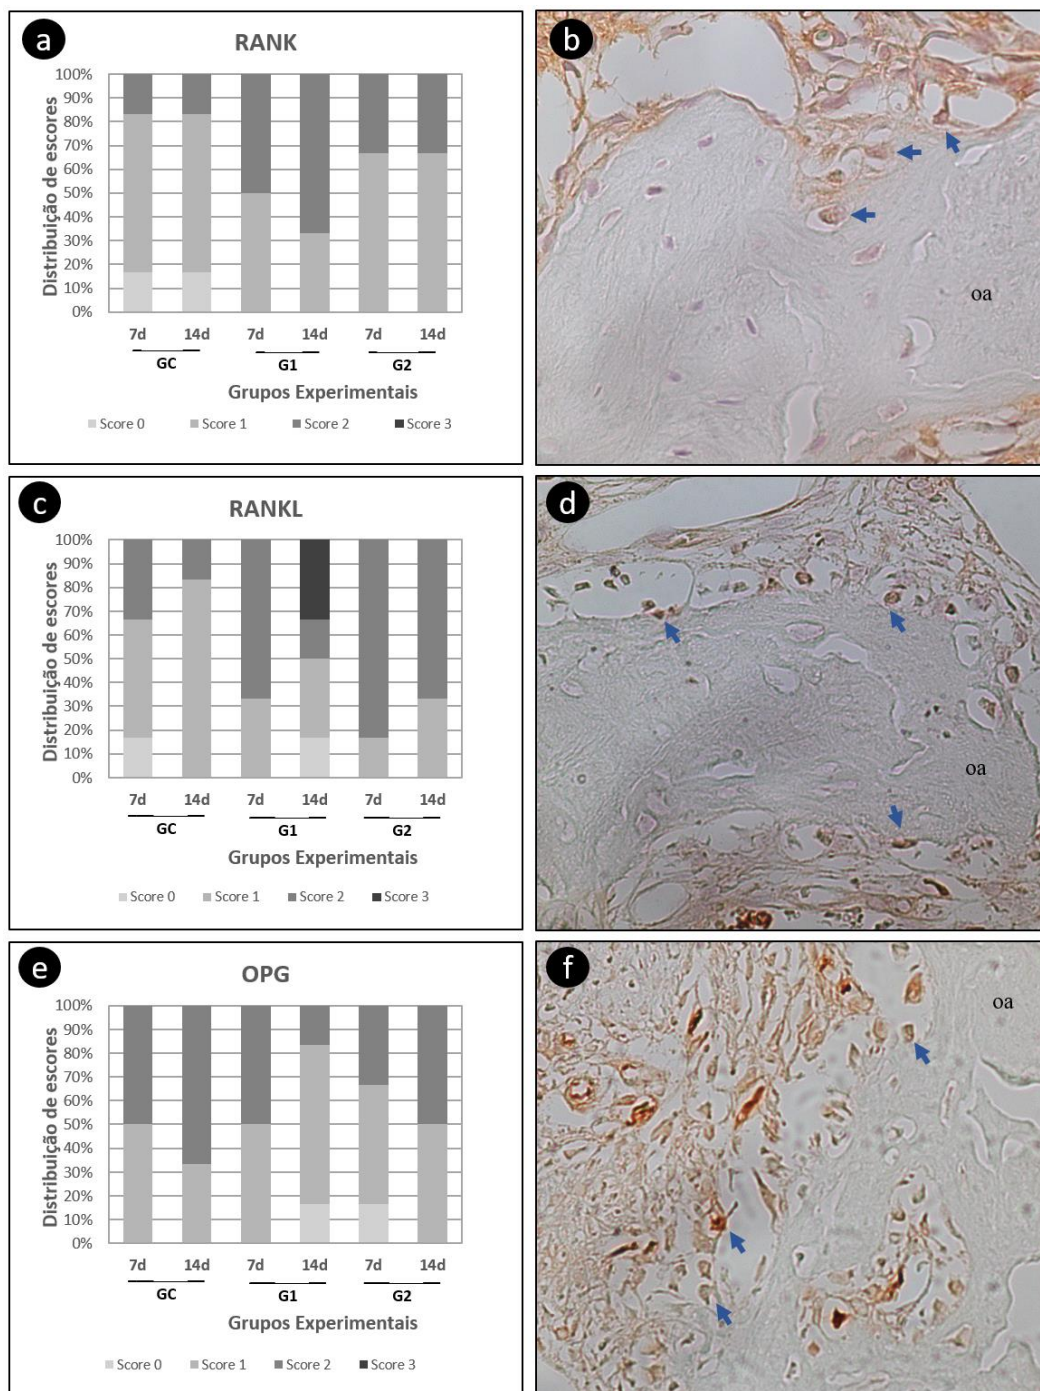 a
RANK
100%
90%
80%
70%
60%
50%
40%
30%
20%
10%
0%
Distribuição de escores
7d 14d 7d 14d 7d 14d
GC G1 G2
Grupos Experimentais
Score 0 Score 1 Score 2 Score 3
b
oa
c
RANKL
100%
90%
80%
70%
60%
50%
40%
30%
20%
10%
0%
Distribuição de escores
7d 14d 7d 14d 7d 14d
GC G1 G2
Grupos Experimentais
Score 0 Score 1 Score 2 Score 3
d
oa
e
OPG
100%
90%
80%
70%
60%
50%
40%
30%
20%
10%
0%
Distribuição de escores
7d 14d 7d 14d 7d 14d
GC G1 G2
Grupos Experimentais
Score 0 Score 1 Score 2 Score 3
f
oa